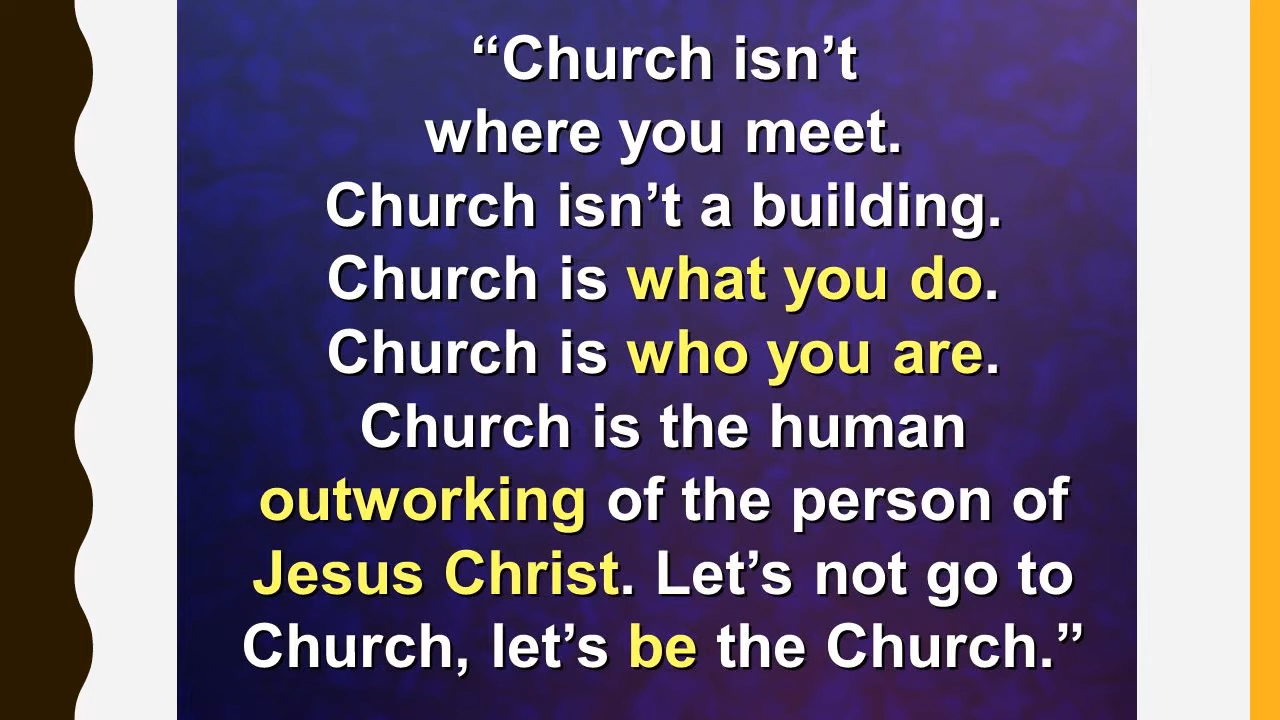 “Church isn’t
where you meet.
Church isn’t a building.
Church is what you do.
Church is who you are.
Church is the human
outworking of the person of
Jesus Christ. Let’s not go to
Church, let’s be the Church.”